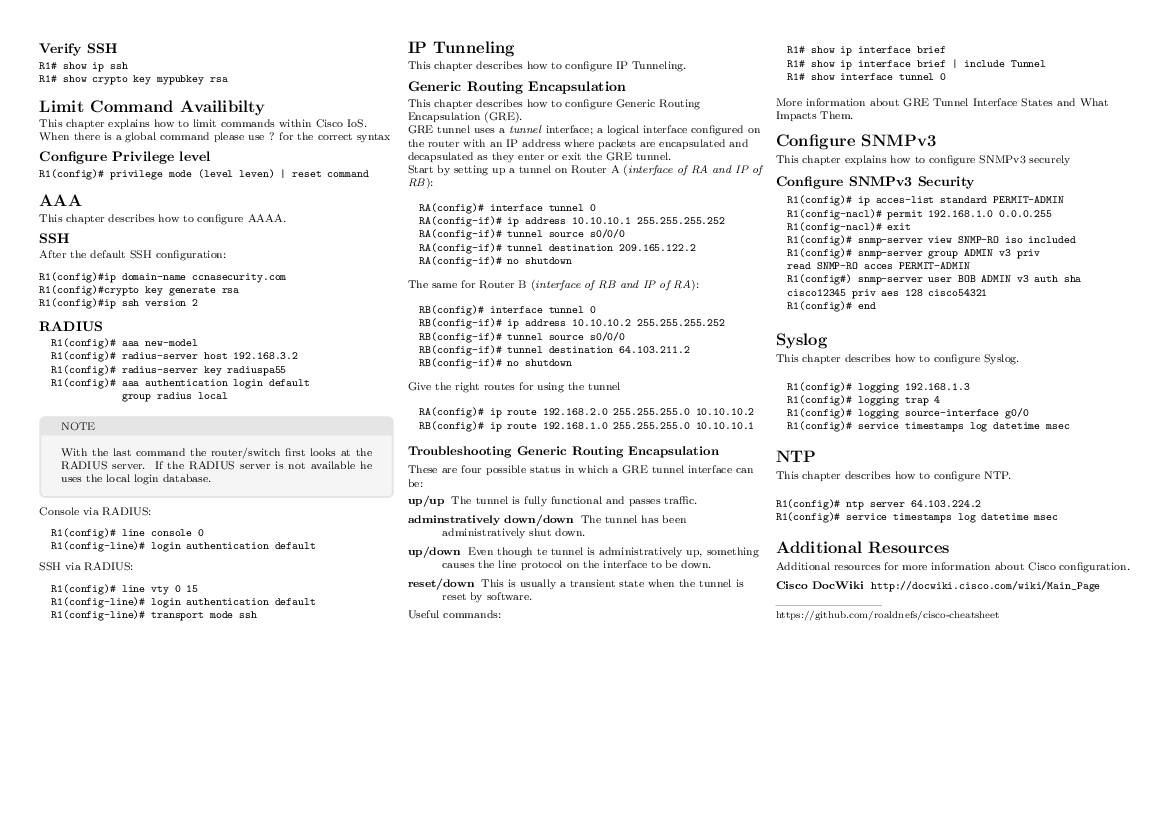 Verify SSH
R1# show ip ssh
R1# show crypto key mypubkey rsa
Limit Command Availibilty
This chapter explains how to limit commands within Cisco IoS.
When there is a global command please use ? for the correct syntax
Configure Privilege level
R1(config)# privilege mode (level leven) | reset command
AAA
This chapter describes how to configure AAAA.
SSH
After the default SSH configuration:
R1(config)#ip domain-name ccnasecurity.com
R1(config)#crypto key generate rsa
R1(config)#ip ssh version 2
RADIUS
R1(config)# aaa new-model
R1(config)# radius-server host 192.168.3.2
R1(config)# radius-server key radiuspa55
R1(config)# aaa authentication login default
group radius local
NOTE
With the last command the router/switch first looks at the
RADIUS server. If the RADIUS server is not available he
uses the local login database.
Console via RADIUS:
R1(config)# line console 0
R1(config-line)# login authentication default
SSH via RADIUS:
R1(config)# line vty 0 15
R1(config-line)# login authentication default
R1(config-line)# transport mode ssh
IP Tunneling
This chapter describes how to configure IP Tunneling.
Generic Routing Encapsulation
This chapter describes how to configure Generic Routing
Encapsulation (GRE).
GRE tunnel uses a tunnel interface; a logical interface configured on
the router with an IP address where packets are encapsulated and
decapsulated as they enter or exit the GRE tunnel.
Start by setting up a tunnel on Router A (interface of RA and IP of
RB):
RA(config)# interface tunnel 0
RA(config-if)# ip address 10.10.10.1 255.255.255.252
RA(config-if)# tunnel source s0/0/0
RA(config-if)# tunnel destination 209.165.122.2
RA(config-if)# no shutdown
The same for Router B (interface of RB and IP of RA):
RB(config)# interface tunnel 0
RB(config-if)# ip address 10.10.10.2 255.255.255.252
RB(config-if)# tunnel source s0/0/0
RB(config-if)# tunnel destination 64.103.211.2
RB(config-if)# no shutdown
Give the right routes for using the tunnel
RA(config)# ip route 192.168.2.0 255.255.255.0 10.10.10.2
RB(config)# ip route 192.168.1.0 255.255.255.0 10.10.10.1
Troubleshooting Generic Routing Encapsulation
These are four possible status in which a GRE tunnel interface can
be:
up/up The tunnel is fully functional and passes traffic.
adminstratively down/down The tunnel has been
administratively shut down.
up/down Even though te tunnel is administratively up, something
causes the line protocol on the interface to be down.
reset/down This is usually a transient state when the tunnel is
reset by software.
Useful commands:
R1# show ip interface brief
R1# show ip interface brief | include Tunnel
R1# show interface tunnel 0
More information about GRE Tunnel Interface States and What
Impacts Them.
Configure SNMPv3
This chapter explains how to configure SNMPv3 securely
Configure SNMPv3 Security
R1(config)# ip acces-list standard PERMIT-ADMIN
R1(config-nacl)# permit 192.168.1.0 0.0.0.255
R1(config-nacl)# exit
R1(config)# snmp-server view SNMP-RO iso included
R1(config)# snmp-server group ADMIN v3 priv
read SNMP-RO acces PERMIT-ADMIN
R1(config#) snmp-server user BOB ADMIN v3 auth sha
cisco12345 priv aes 128 cisco54321
R1(config)# end
Syslog
This chapter describes how to configure Syslog.
R1(config)# logging 192.168.1.3
R1(config)# logging trap 4
R1(config)# logging source-interface g0/0
R1(config)# service timestamps log datetime msec
NTP
This chapter describes how to configure NTP.
R1(config)# ntp server 64.103.224.2
R1(config)# service timestamps log datetime msec
Additional Resources
Additional resources for more information about Cisco configuration.
Cisco DocWiki http://docwiki.cisco.com/wiki/Main_Page
https://github.com/roaldnefs/cisco-cheatsheet